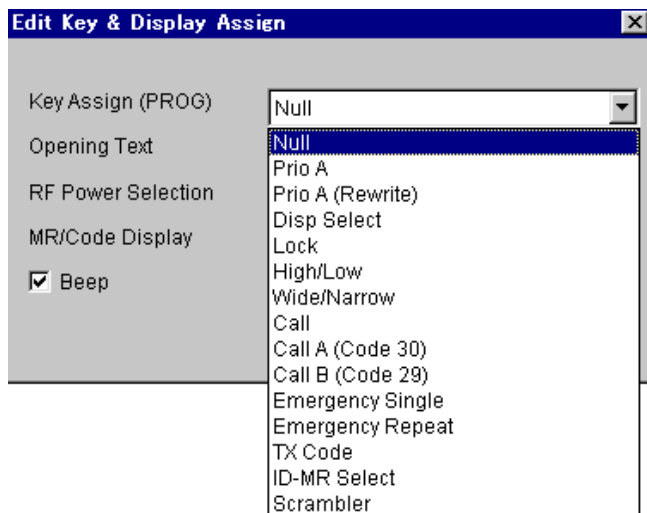 Edit Key & Display Assign
Key Assign (PROG)
Null
Opening Text
RF Power Selection
MR/Code Display
Beep
Null
Prio A
Prio A (Rewrite)
Disp Select
Lock
High/Low
Wide/Narrow
Call
Call A (Code 30)
Call B (Code 29)
Emergency Single
Emergency Repeat
TX Code
ID-MR Select
Scrambler